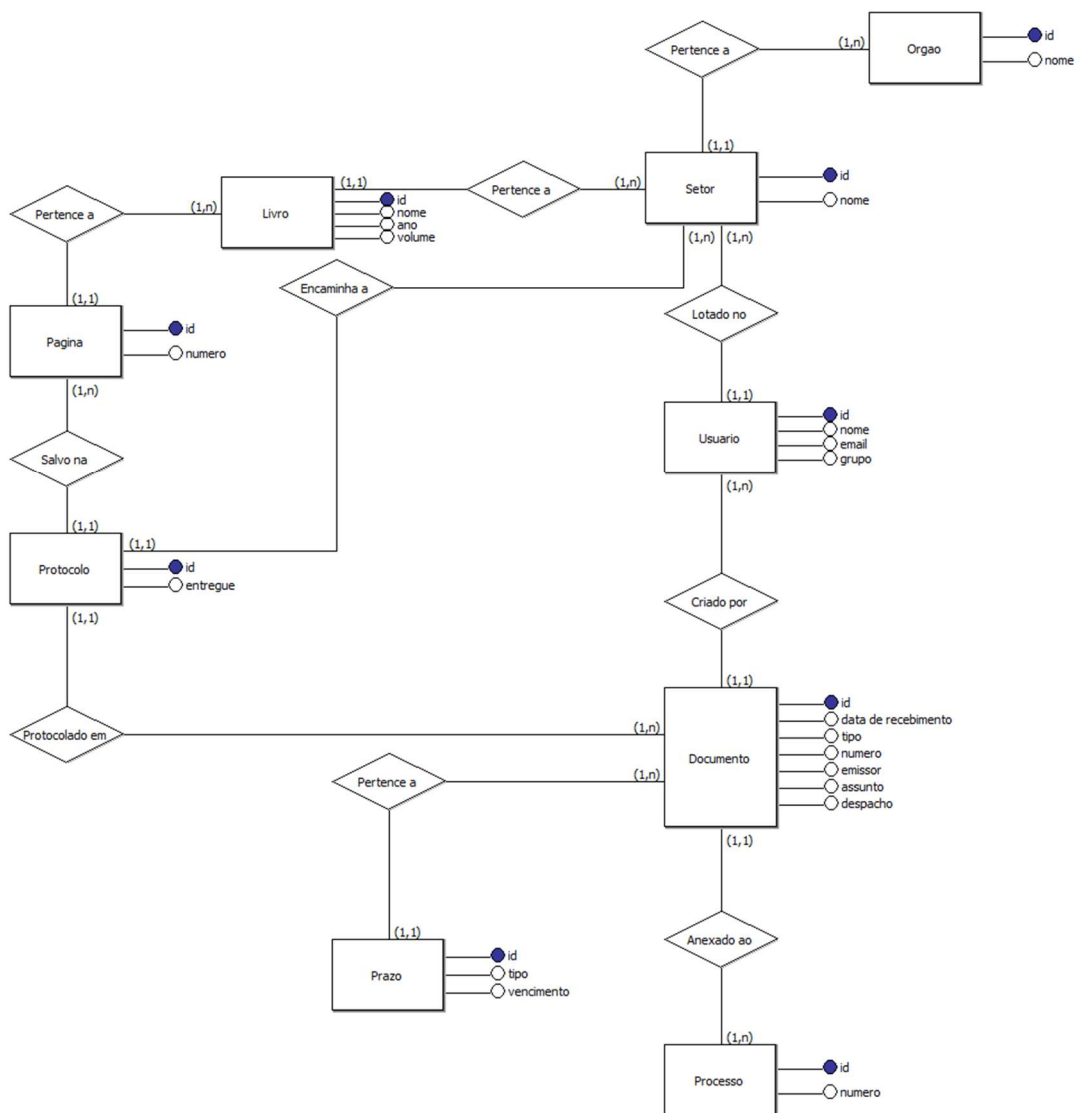 Pertence a
(1,n)
Orgao
id
nome
(1,1)
Setor
id
nome
(1,n)
Pertence a
(1,1)
Livro
id
nome
ano
volume
(1,n)
Pertence a
(1,1)
Pagina
id
numero
(1,n)
Salvo na
(1,1)
Protocolo
id
entregue
(1,1)
Encaminha a
(1,n)
(1,n)
Lotado no
(1,1)
Usuario
id
nome
email
grupo
(1,n)
Criado por
(1,1)
Documento
id
data de recebimento
tipo
numero
emissor
assunto
despacho
(1,1)
Protocolado em
(1,n)
Pertence a
(1,n)
(1,1)
Prazo
id
tipo
vencimento
(1,1)
Anexado ao
(1,n)
Processo
id
numero